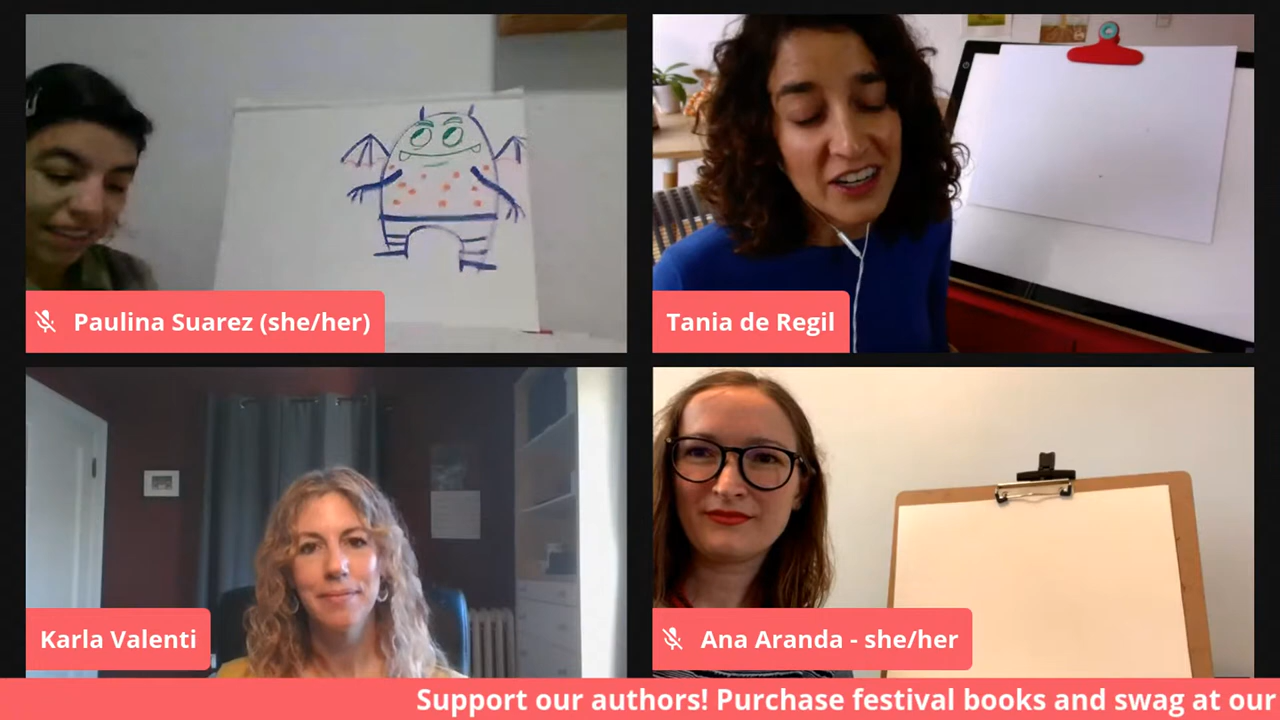 Paulina Suarez (she/her)
Tania de Regil
Karla Valenti
Ana Aranda - she/her
Support our authors! Purchase festival books and swag at our